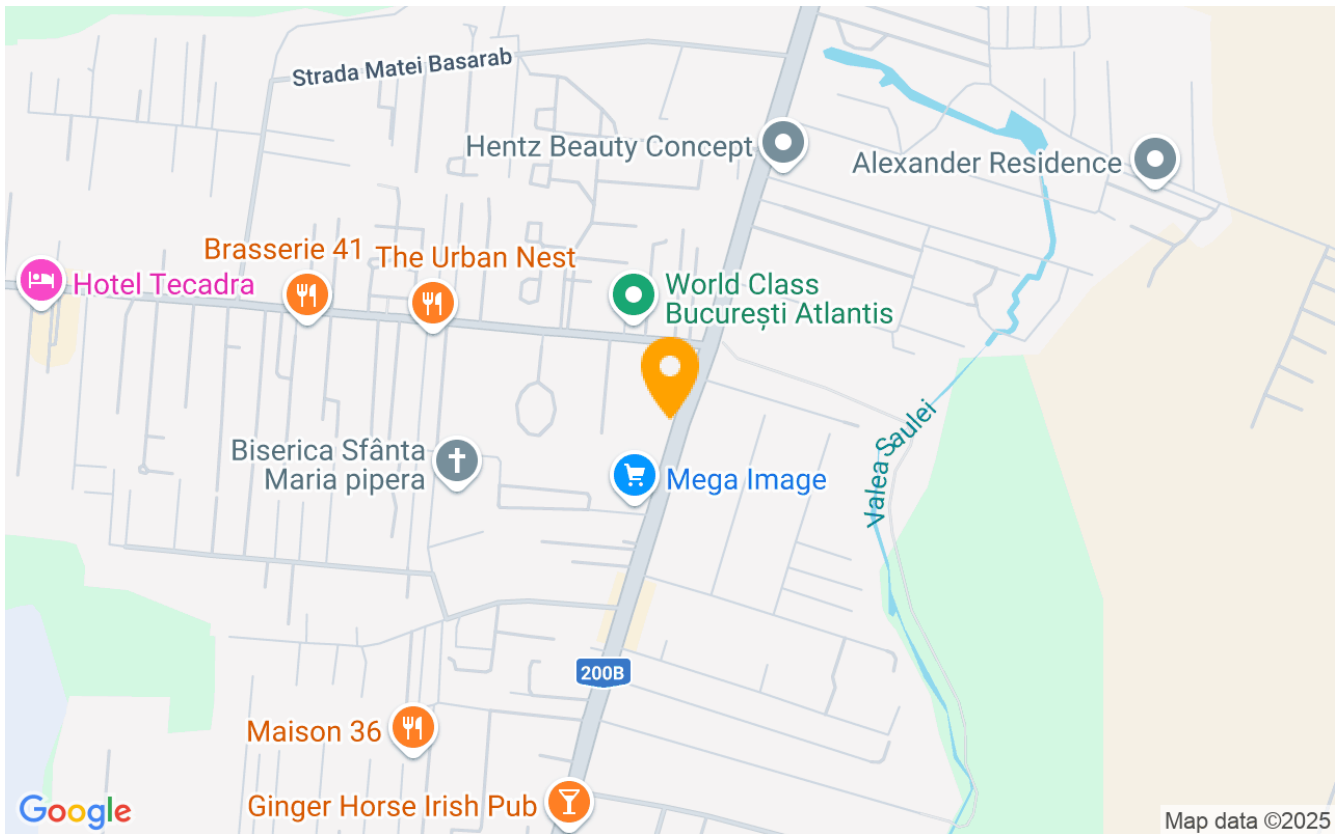 Strada Matei Basarab
Hentz Beauty Concept
Alexander Residence
Brasserie 41
The Urban Nest
Hotel Tecadra
World Class
București Atlantis
Biserica Sfânta
Maria pipera
Mega Image
Valea Saulei
200B
Maison 36
Ginger Horse Irish Pub
Google
Map data ©2025